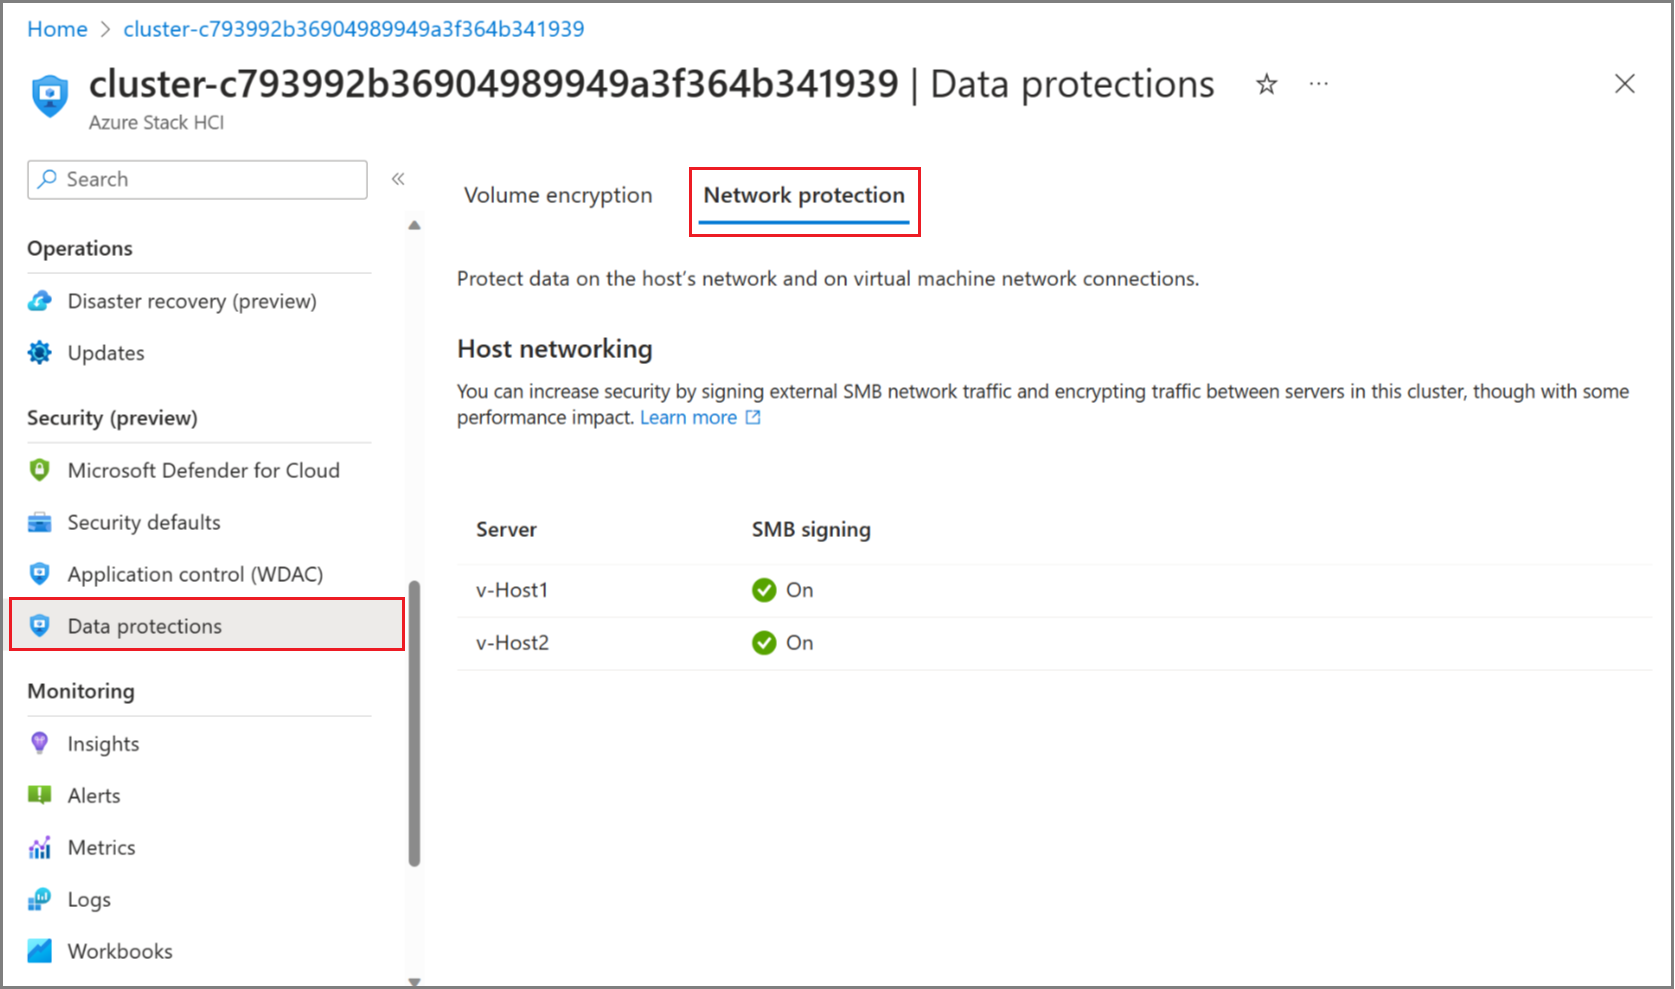 Home > cluster-c793992b36904989949a3f364b341939
cluster-c793992b36904989949a3f364b341939 | Data protections
Azure Stack HCI
Search
Operations
Disaster recovery (preview)
Updates
Security (preview)
Microsoft Defender for Cloud
Security defaults
Application control (WDAC)
Data protections
Monitoring
Insights
Alerts
Metrics
Logs
Workbooks
Volume encryption
Network protection
Protect data on the host's network and on virtual machine network connections.
Host networking
You can increase security by signing external SMB network traffic and encrypting traffic between servers in this cluster, though with some
performance impact. Learn more
Server SMB signing
v-Host1 On
v-Host2 On